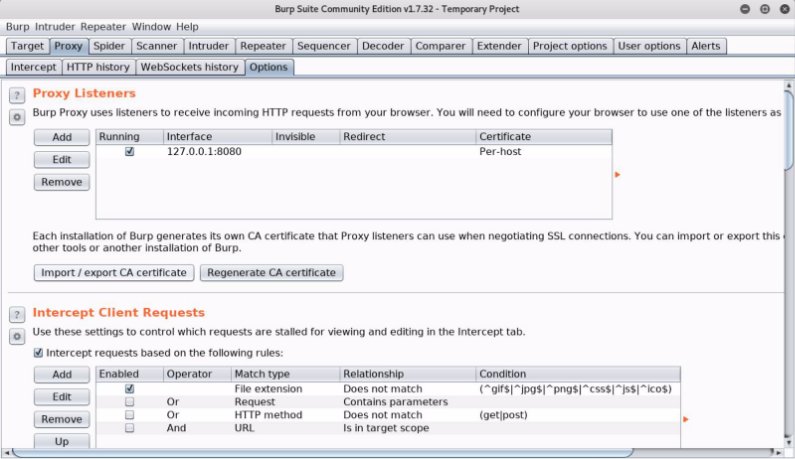 Burp Suite Community Edition v1.7.32 - Temporary Project
Burp Intruder Repeater Window Help
Target Proxy Spider Scanner Intruder Repeater Sequencer Decoder Comparer Extender Project options User options Alerts
Intercept HTTP history WebSockets history Options
? Proxy Listeners
Burp Proxy uses listeners to receive incoming HTTP requests from your browser. You will need to configure your browser to use one of the listeners as
Add Running Interface Invisible Redirect Certificate
127.0.0.1:8080 Per-host
Edit
Remove
Each installation of Burp generates its own CA certificate that Proxy listeners can use when negotiating SSL connections. You can import or export this
other tools or another installation of Burp.
Import / export CA certificate Regenerate CA certificate
? Intercept Client Requests
Use these settings to control which requests are stalled for viewing and editing in the Intercept tab.
Intercept requests based on the following rules:
Add Enabled Operator Match type Relationship Condition
File extension Does not match (^gif$|^jpg$|^png$|^css$|^js$|^ico$)
Edit Or Request Contains parameters
Remove Or HTTP method Does not match (get|post)
And URL Is in target scope
Up